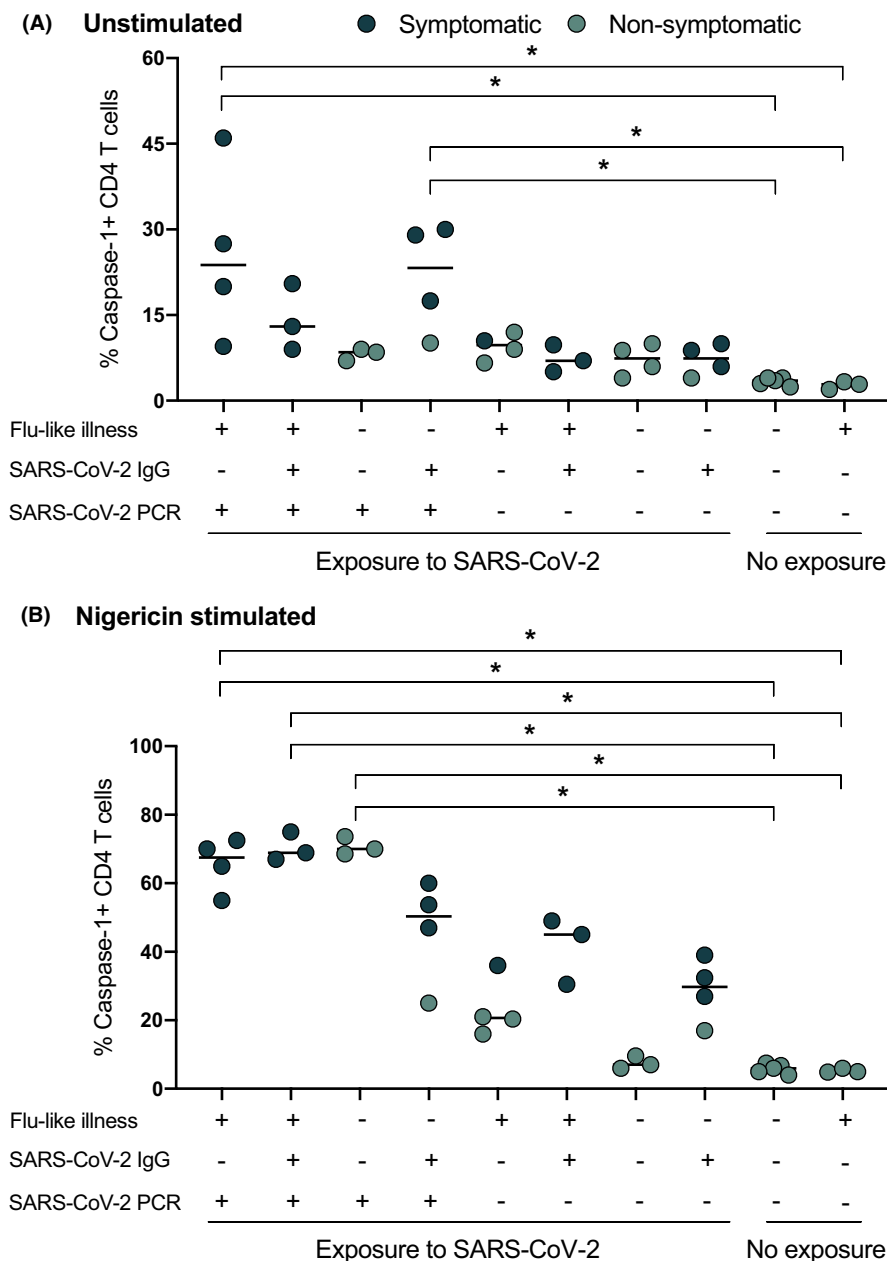 (A) Unstimulated Symptomatic Non-symptomatic
* 
*
*
*
% Caspase-1+ CD4 T cells
60
45
30
15
0
Flu-like illness + + - - + + - - - +
SARS-CoV-2 IgG - + - + - + - + - -
SARS-CoV-2 PCR + + + + - - - - - -
Exposure to SARS-CoV-2 No exposure
(B) Nigericin stimulated
*
*
*
*
*
*
% Caspase-1+ CD4 T cells
100
80
60
40
20
0
Flu-like illness + + - - + + - - - +
SARS-CoV-2 IgG - + - + - + - + - -
SARS-CoV-2 PCR + + + + - - - - - -
Exposure to SARS-CoV-2 No exposure